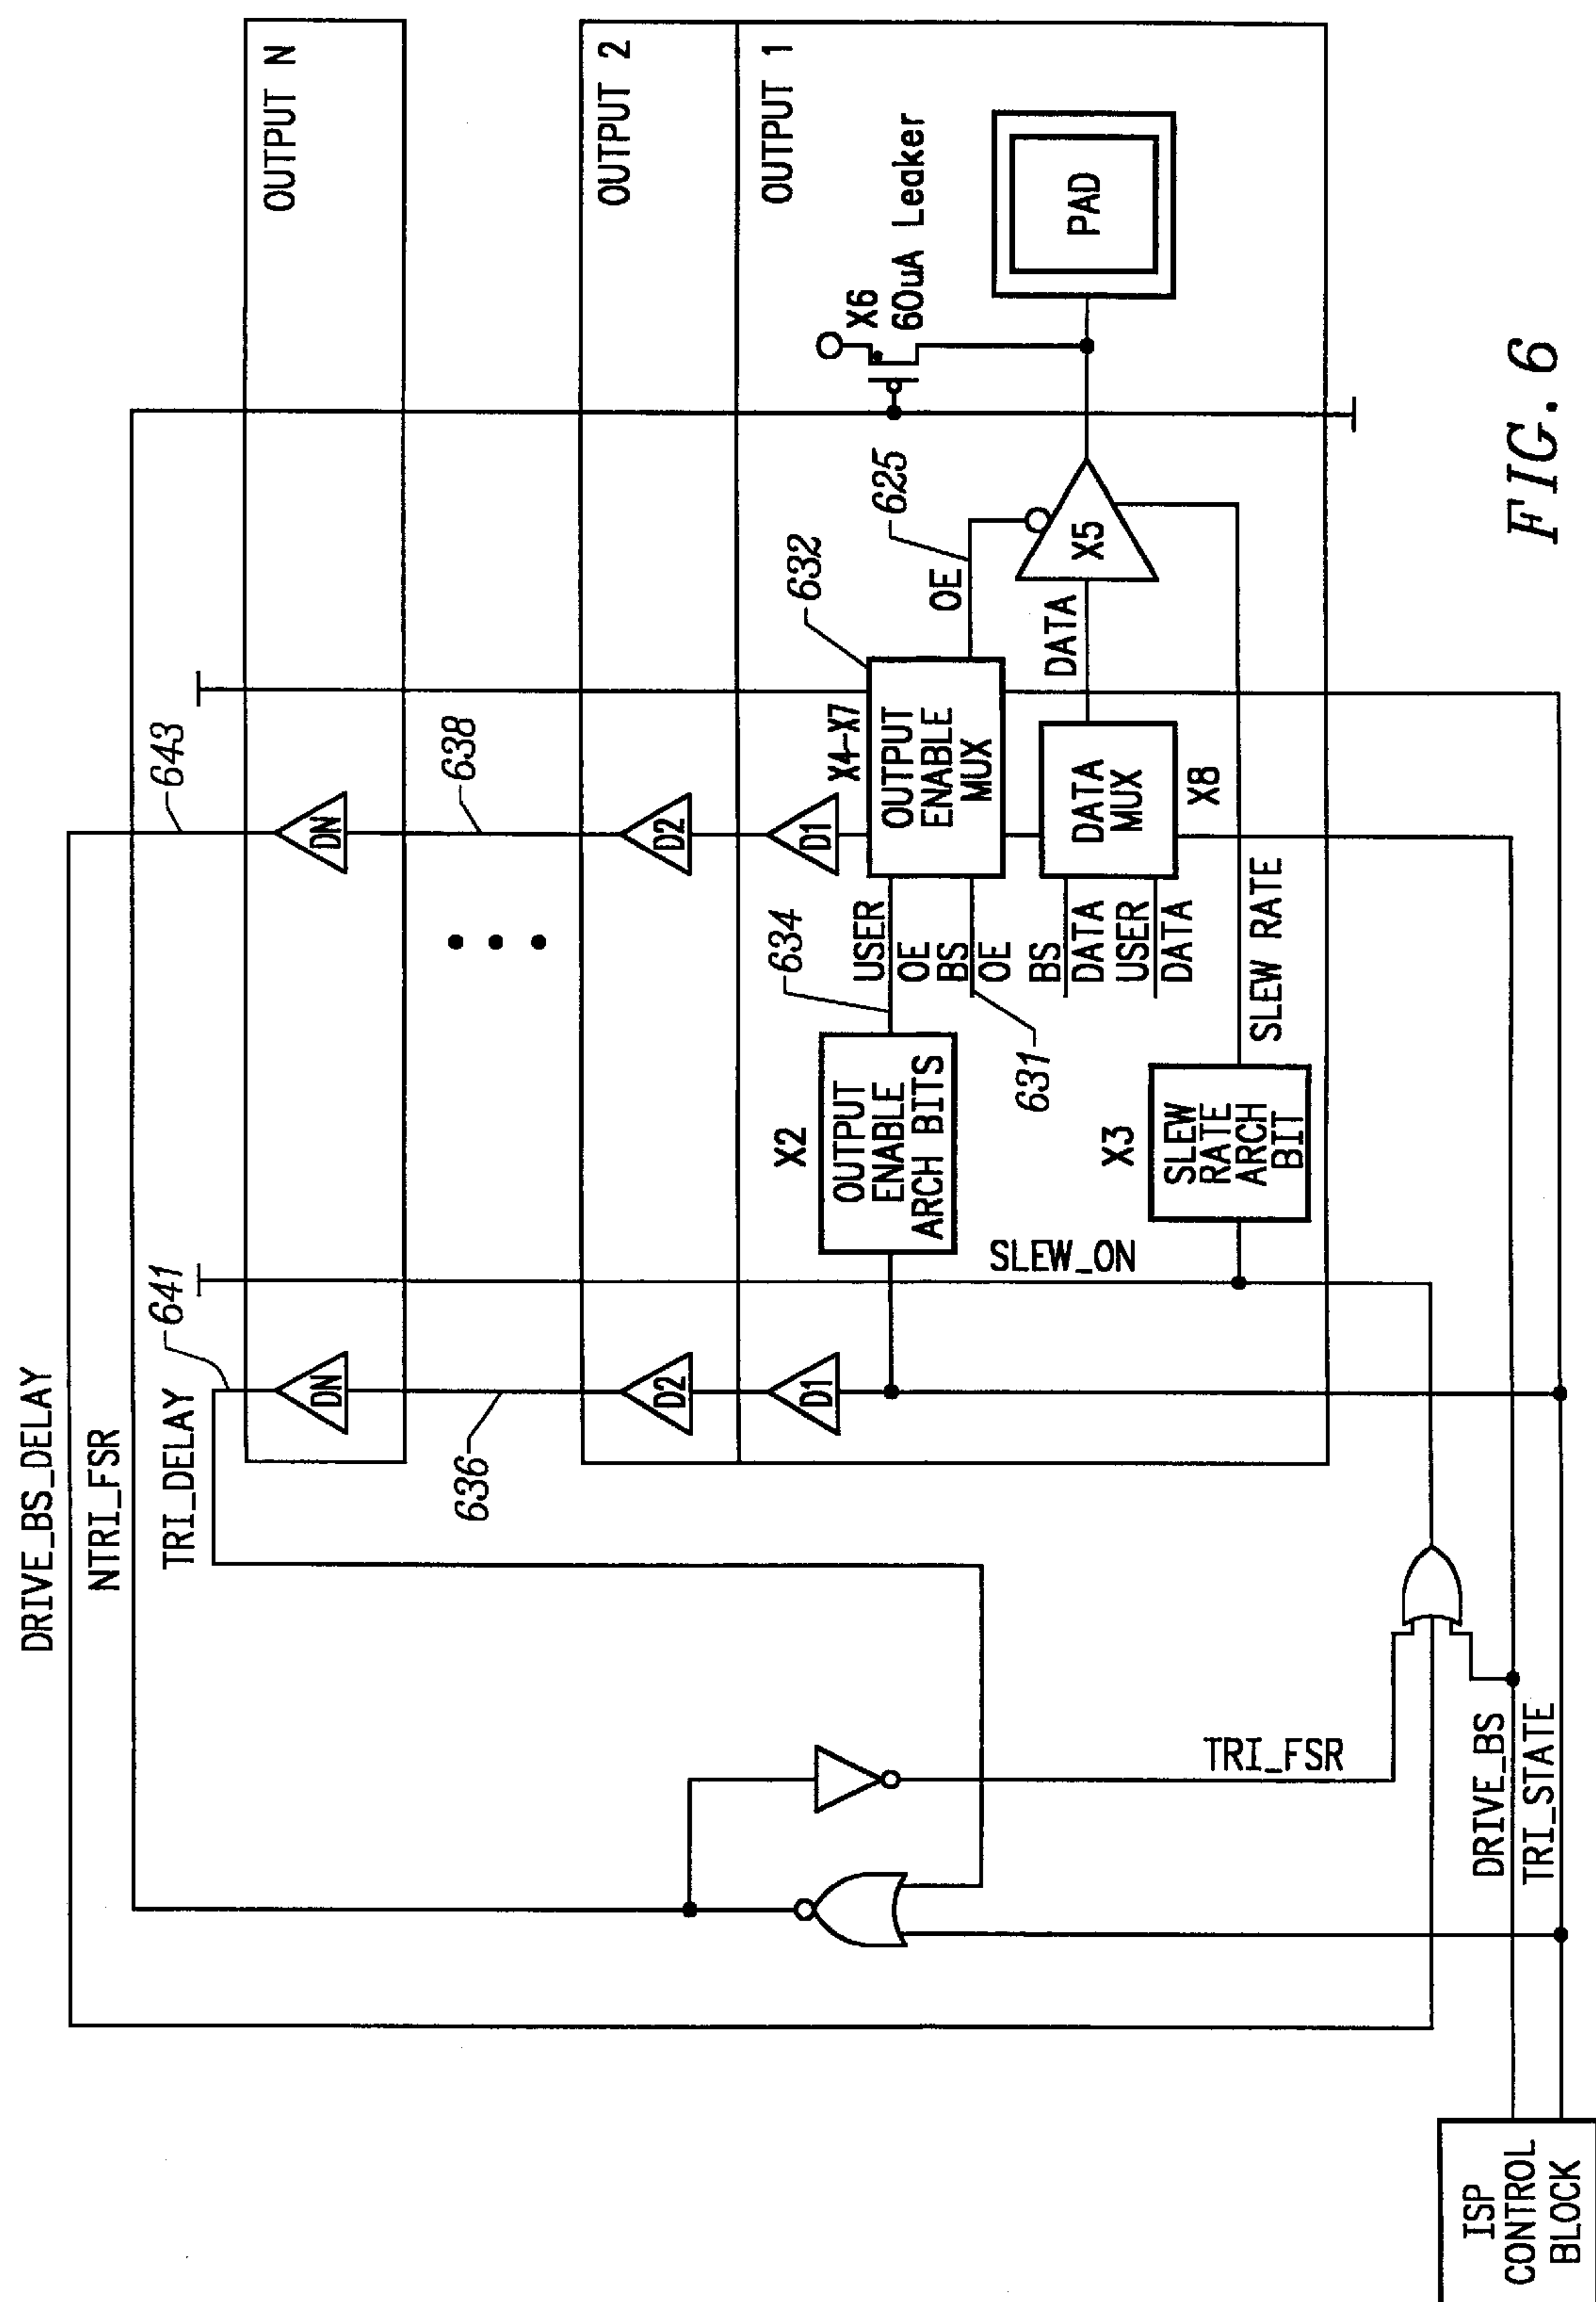 DRIVE_BS_DELAY
NTRI_FSR
TRI_DELAY
641
643
OUTPUT N
DN
DN
636
638
OUTPUT 2
D2
D2
OUTPUT 1
D1
D1
X2
OUTPUT
ENABLE
ARCH BITS
634
USER
OE
BS
OE
631
X4-X7
OUTPUT
ENABLE
MUX
632
OE
625
X6
60uA Leaker
BS
DATA
USER
DATA
DATA
MUX
X8
DATA
X5
PAD
SLEW_ON
X3
SLEW
RATE
ARCH
BIT
SLEW RATE
TRI_FSR
DRIVE_BS
TRI_STATE
ISP
CONTROL
BLOCK
FIG. 6